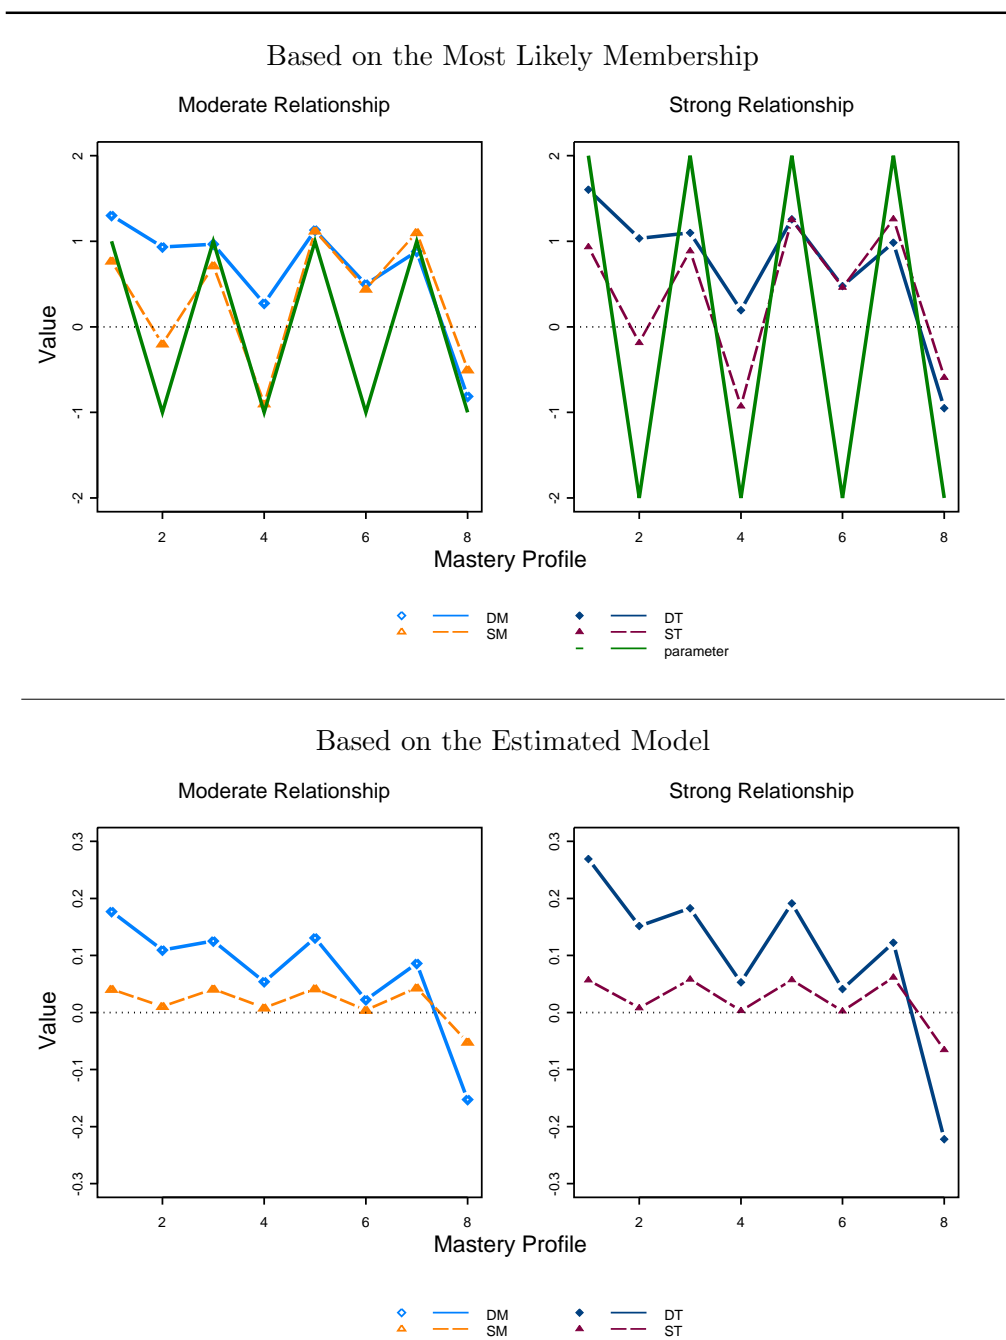 Based on the Most Likely Membership
Moderate Relationship
Strong Relationship
2
1
0
-1
-2
Value
2
1
0
-1
-2
2 4 6 8
2 4 6 8
Mastery Profile
DM
DT
SM
ST
parameter
Based on the Estimated Model
Moderate Relationship
Strong Relationship
0.3
0.2
0.1
0.0
-0.1
-0.2
-0.3
Value
0.3
0.2
0.1
0.0
-0.1
-0.2
-0.3
2 4 6 8
2 4 6 8
Mastery Profile
DM
DT
SM
ST